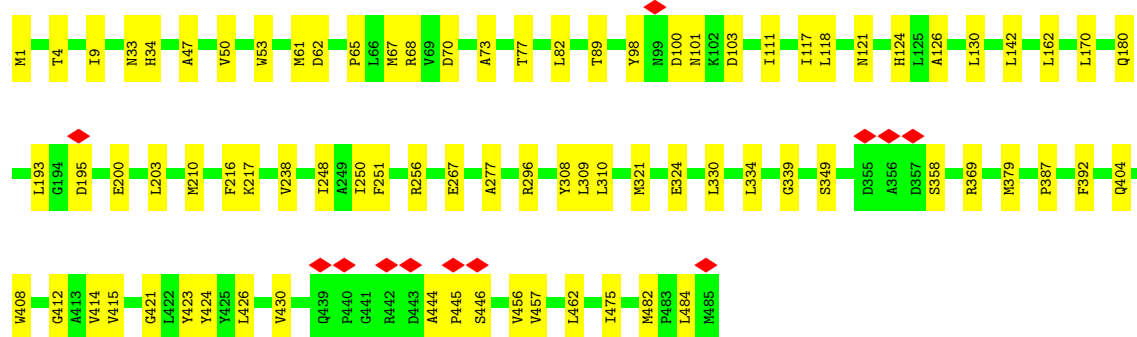 M1 T4 I9 N33 H34 A47 V50 W53 M61 D62 P65 L66 M67 R68 V69 D70 A73 T77 L82 T89 Y98 N99 D100 N101 K102 D103 I111 I117 L118 N121 H124 L125 A126 L130 L142 L162 L170 Q180
L193 G194 D195 E200 L203 M210 F216 K217 V238 I248 A249 I250 F251 R256 E267 A277 R296 Y308 L309 L310 M321 E324 L330 L334 G339 S349 D355 A356 D357 S358 R369 M379 P387 F392 Q404
W408 G412 A413 V414 V415 G421 L422 Y423 Y424 Y425 L426 V430 Q439 P440 G441 R442 D443 A444 P445 S446 V456 V457 L462 I475 M482 P483 L484 M485